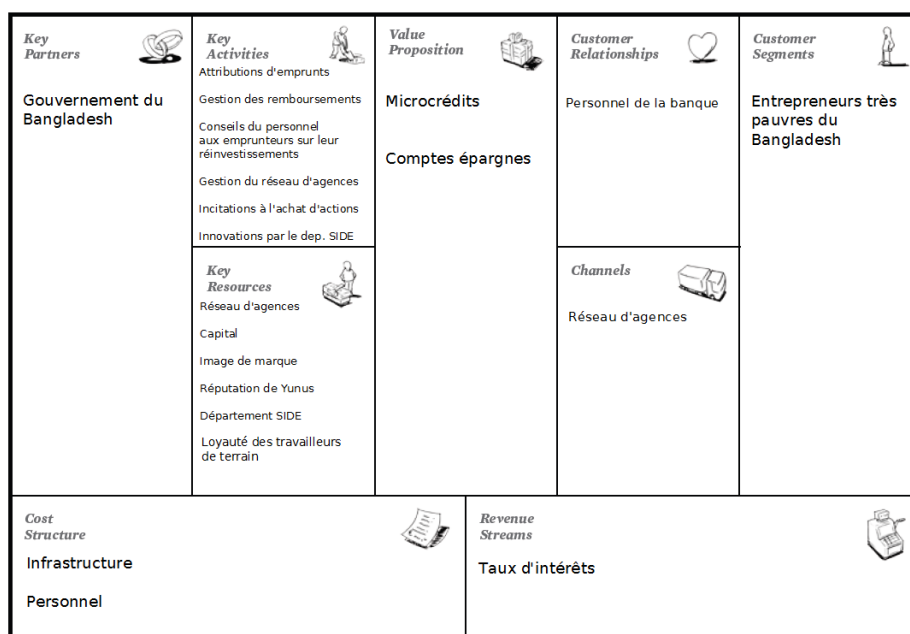 Key
Partners
Gouvernement du
Bangladesh
Key
Activities
Attributions d'emprunts
Gestion des remboursements
Conseils du personnel
aux emprunteurs sur leur
réinvestissements
Gestion du réseau d'agences
Incitations à l'achat d'actions
Innovations par le dep. SIDE
Key
Resources
Réseau d'agences
Capital
Image de marque
Réputation de Yunus
Département SIDE
Loyauté des travailleurs
de terrain
Value
Proposition
Microcrédits
Comptes épargnes
Customer
Relationships
Personnel de la banque
Channels
Réseau d'agences
Customer
Segments
Entrepreneurs très
pauvres du
Bangladesh
Cost
Structure
Infrastructure
Personnel
Revenue
Streams
Taux d'intérêts